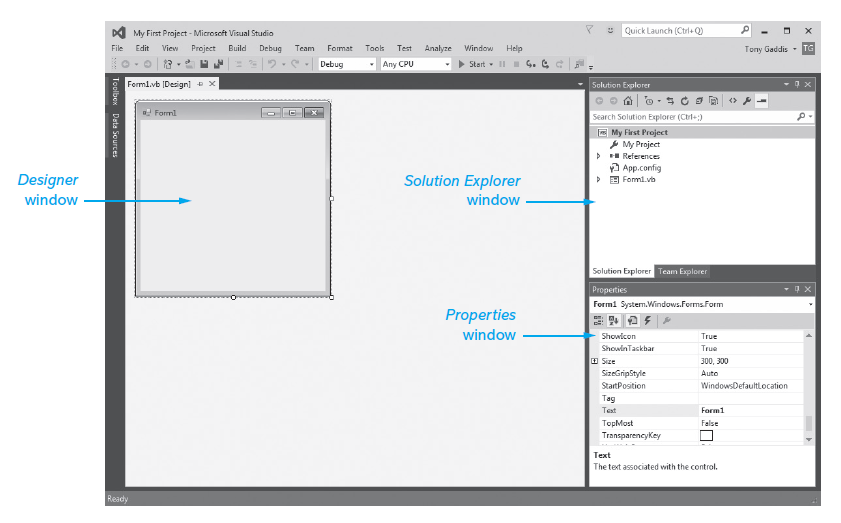 My First Project - Microsoft Visual Studio
Quick Launch (Ctrl+Q)
File Edit View Project Build Debug Team Format Tools Test Analyze Window Help
Tony Gaddis TG
Debug Any CPU Start
Toolbox
Data Sources
Form1.vb [Design]
Form1
Designer
window
Solution Explorer
window
Properties
window
Solution Explorer
Search Solution Explorer (Ctrl+;)
My First Project
My Project
References
App.config
Form1.vb
Solution Explorer Team Explorer
Properties
Form1 System.Windows.Forms.Form
ShowIcon True
ShowInTaskbar True
Size 300, 300
SizeGripStyle Auto
StartPosition WindowsDefaultLocation
Tag
Text Form1
TopMost False
TransparencyKey
Text
The text associated with the control.
Ready